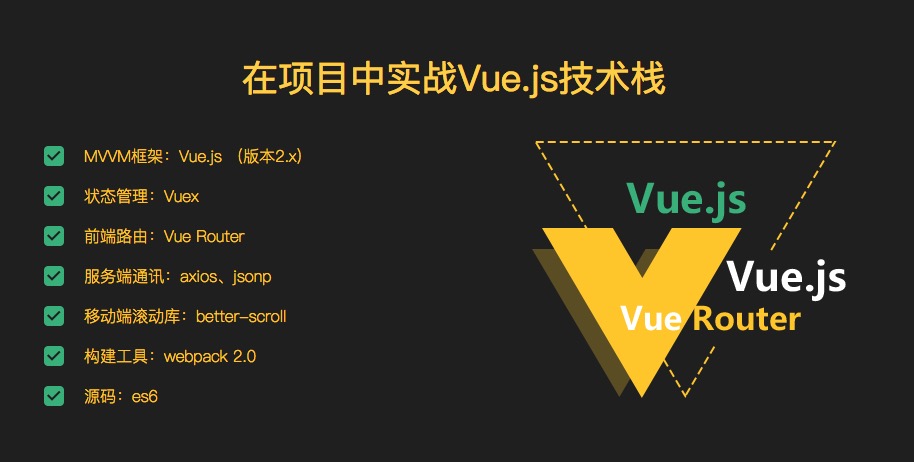 在项目中实战Vue.js技术栈
MVVM框架：Vue.js （版本2.x）
状态管理：Vuex
前端路由：Vue Router
服务端通讯：axios、jsonp
移动端滚动库：better-scroll
构建工具：webpack 2.0
源码：es6
Vue.js
Vue.js
Vue Router